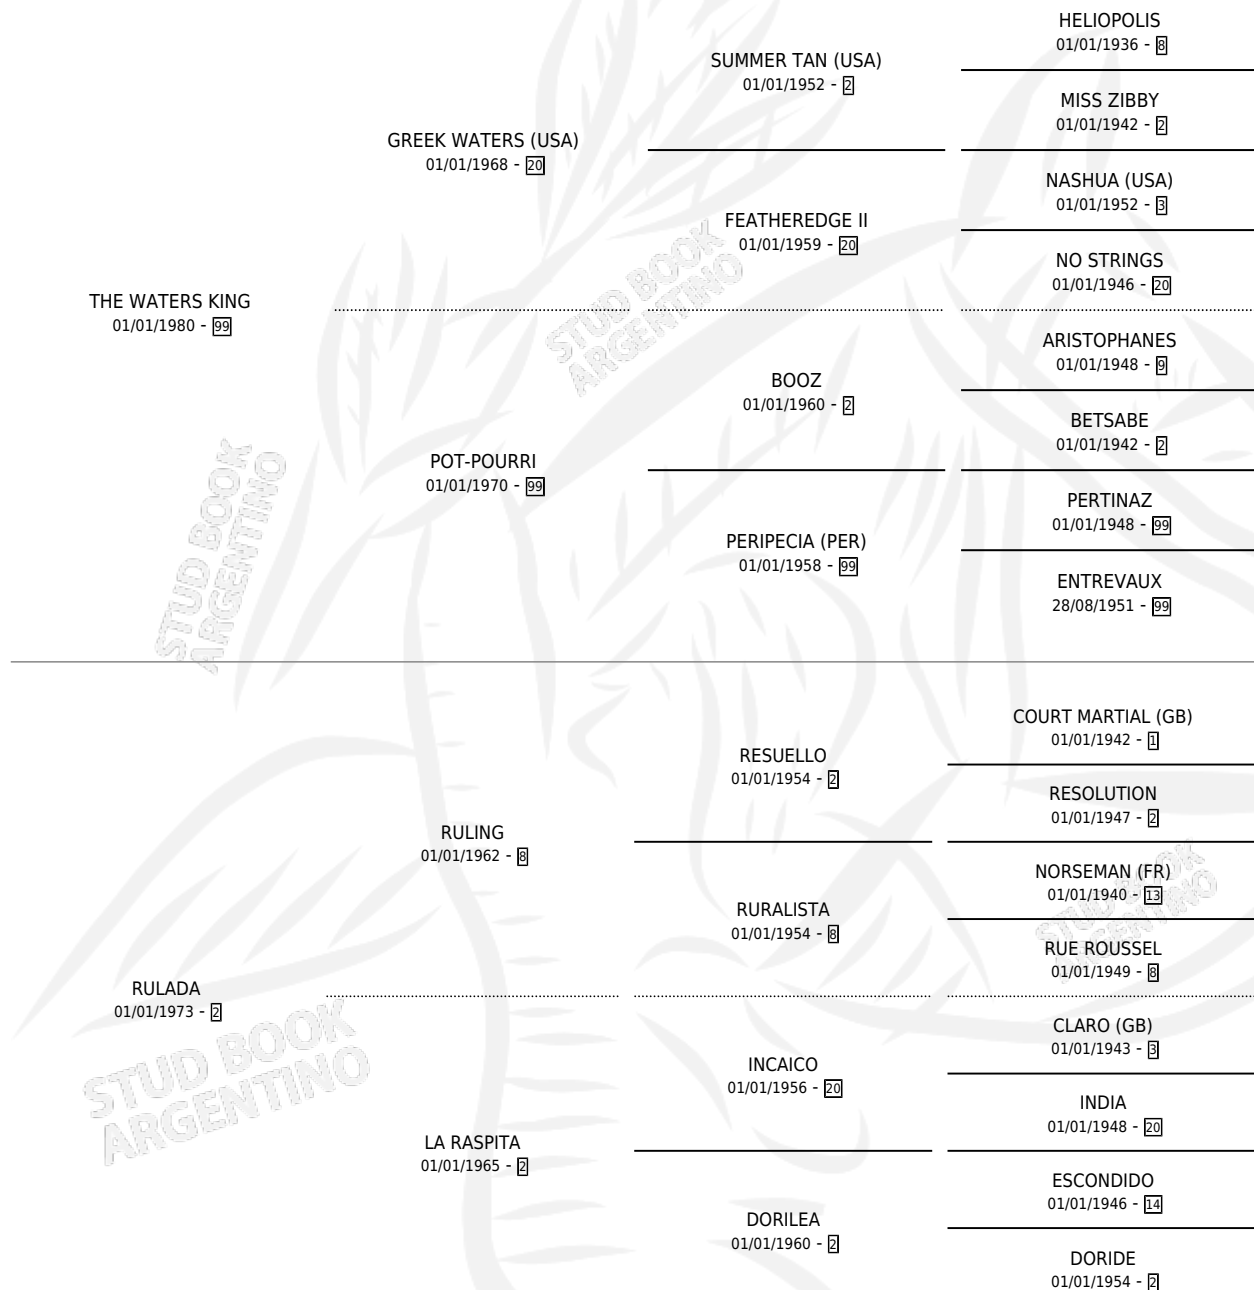 HELIOPOLIS
01/01/1936 - 8
SUMMER TAN (USA)
01/01/1952 - 2
MISS ZIBBY
01/01/1942 - 2
GREEK WATERS (USA)
01/01/1968 - 20
NASHUA (USA)
01/01/1952 - 3
FEATHEREDGE II
01/01/1959 - 20
NO STRINGS
01/01/1946 - 20
THE WATERS KING
01/01/1980 - 99
STUD BOOK
ARGENTINO
ARISTOPHANES
01/01/1948 - 9
BOOZ
01/01/1960 - 2
BETSABE
01/01/1942 - 2
POT-POURRI
01/01/1970 - 99
PERTINAZ
01/01/1948 - 99
PERIPECIA (PER)
01/01/1958 - 99
ENTREVAUX
28/08/1951 - 99
STUD BOOK
ARGENTINO
COURT MARTIAL (GB)
01/01/1942 - 1
RESUELLO
01/01/1954 - 2
RESOLUTION
01/01/1947 - 2
RULING
01/01/1962 - 8
NORSEMAN (FR)
01/01/1940 - 13
RURALISTA
01/01/1954 - 8
STUD BOOK
ARGENTINO
RUE ROUSSEL
01/01/1949 - 8
RULADA
01/01/1973 - 2
CLARO (GB)
01/01/1943 - 3
STUD BOOK
ARGENTINO
INCAICO
01/01/1956 - 20
INDIA
01/01/1948 - 20
LA RASPITA
01/01/1965 - 2
ESCONDIDO
01/01/1946 - 14
DORILEA
01/01/1960 - 2
DORIDE
01/01/1954 - 2